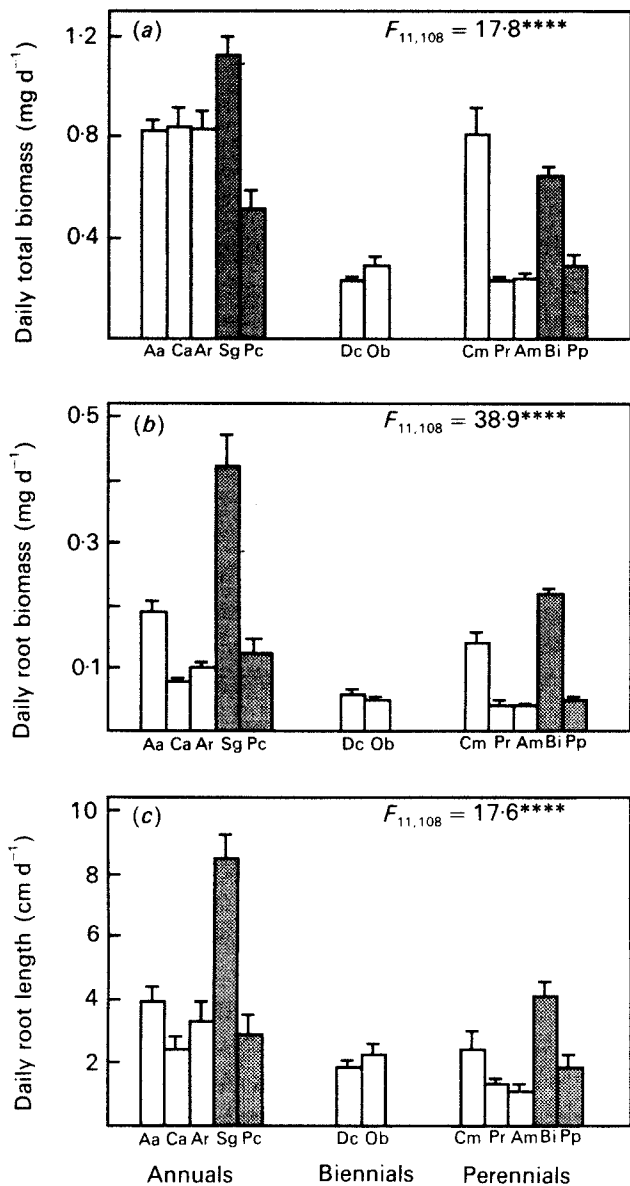 (a)
F11,108 = 17·8****
Daily total biomass (mg d⁻¹)
1·2
0·8
0·4
Aa Ca Ar Sg Pc Dc Ob Cm Pr Am Bi Pp
(b)
F11,108 = 38·9****
Daily root biomass (mg d⁻¹)
0·5
0·3
0·1
Aa Ca Ar Sg Pc Dc Ob Cm Pr Am Bi Pp
(c)
F11,108 = 17·6****
Daily root length (cm d⁻¹)
10
8
6
4
2
Aa Ca Ar Sg Pc Dc Ob Cm Pr Am Bi Pp
Annuals Biennials Perennials